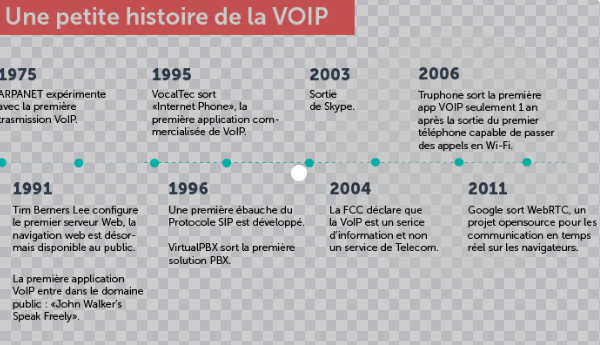 Une petite histoire de la VOIP
1975
ARPANET expérimente
avec la première
trasmission VoIP.
1995
VocalTec sort
«Internet Phone», la
première application com-
mercialisée de VoIP.
2003
Sortie
de Skype.
2006
Truphone sort la première
app VOIP seulement 1 an
après la sortie du premier
téléphone capable de passer
des appels en Wi-Fi.
1991
Tim Berners Lee configure
le premier serveur Web, la
navigation web est désor-
mais disponible au public.
La première application
VoIP entre dans le domaine
public : «John Walker's
Speak Freely».
1996
Une première ébauche du
Protocole SIP est développé.
VirtualPBX sort la première
solution PBX.
2004
La FCC déclare que
la VoIP est un serice
d'information et non
un service de Telecom.
2011
Google sort WebRTC, un
projet opensource pour les
communication en temps
réel sur les navigateurs.